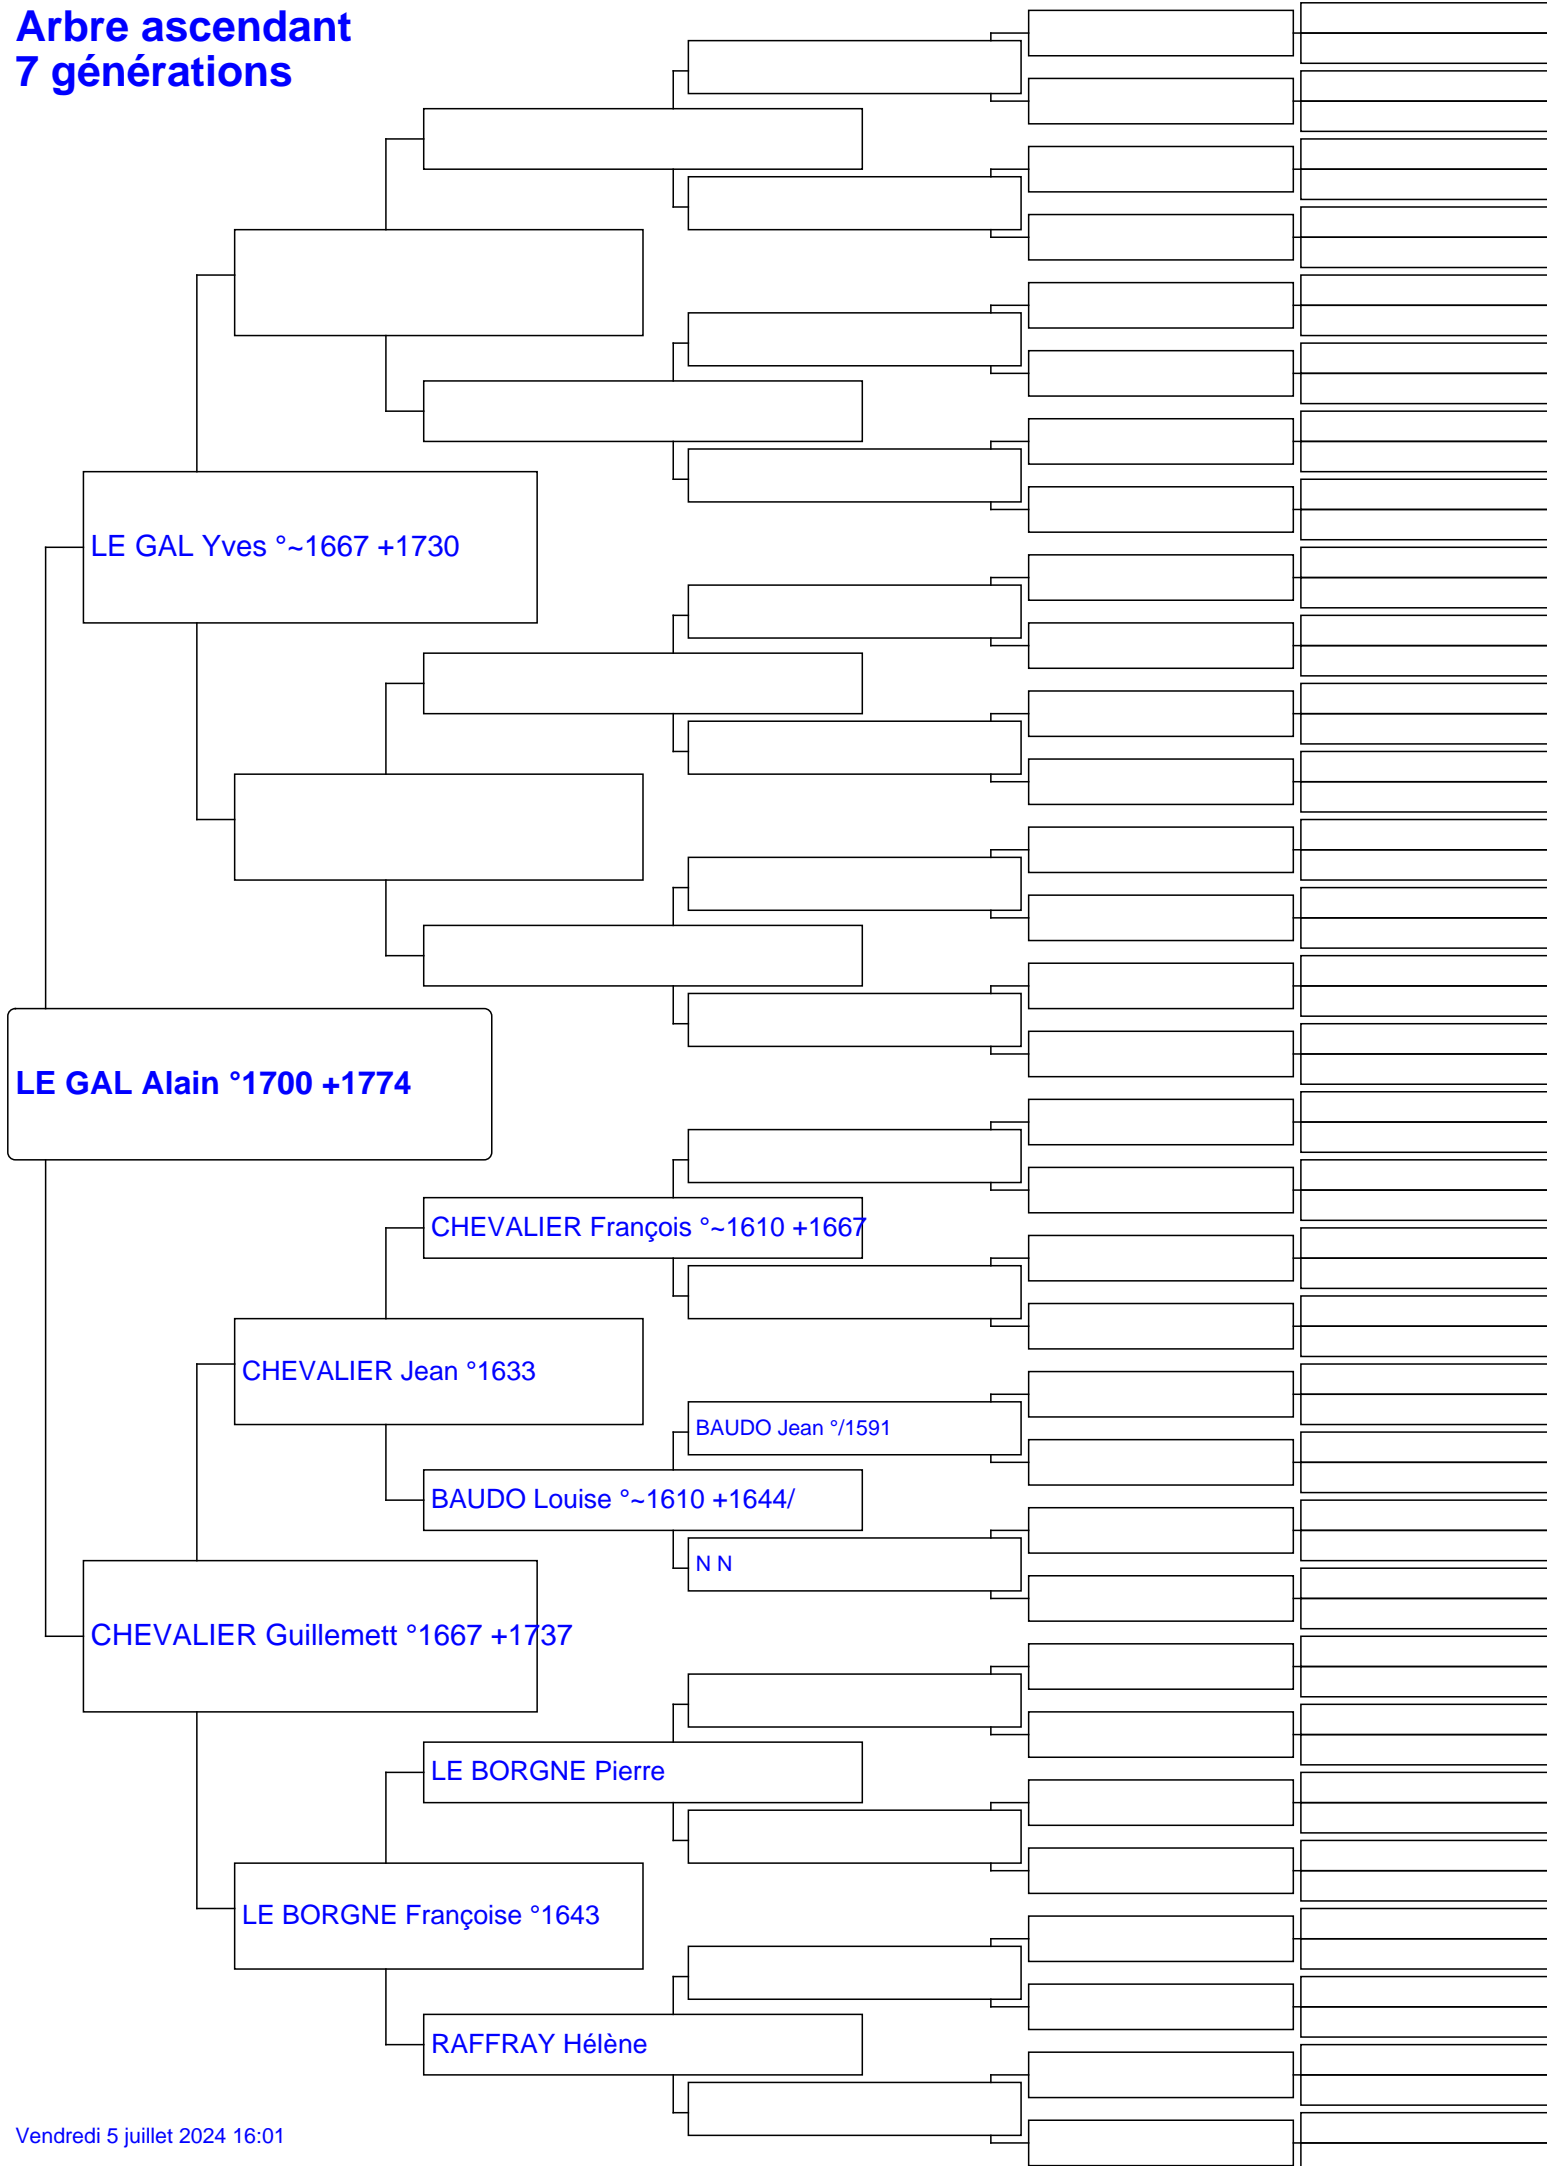 Arbre ascendant
7 générations
LE GAL Yves °~1667 +1730
LE GAL Alain °1700 +1774
CHEVALIER François °~1610 +1667
CHEVALIER Jean °1633
BAUDO Jean °/1591
BAUDO Louise °~1610 +1644/
N N
CHEVALIER Guillemett °1667 +1737
LE BORGNE Pierre
LE BORGNE Françoise °1643
RAFFRAY Hélène
Vendredi 5 juillet 2024 16:01